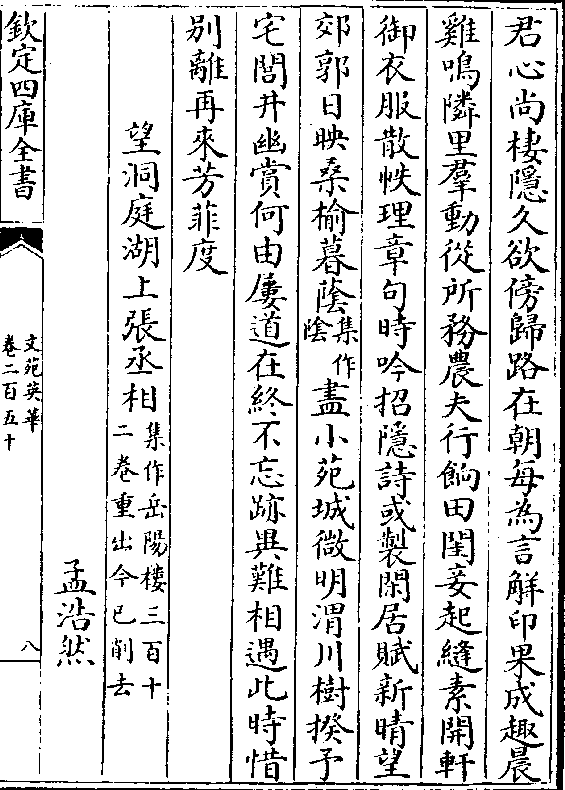 君心尚棲隱久欲傍歸路在朝每為言解印果成趣晨
雞鳴隣里羣動從所務農夫行餉田閨妾起縫素開軒
御衣服散帙理章句時吟招隱詩或製閑居賦新晴望
郊郭日映桑榆暮蔭集作陰盡小苑城微明渭川樹揆予
宅閭井幽賞何由屢道在終不忘跡異難相遇此時惜
别離再來芳菲度
望洞庭湖上張丞相集作岳陽樓三百十二卷重出今已削去
孟浩然
欽定四庫全書
文苑英華
卷二百五十
八